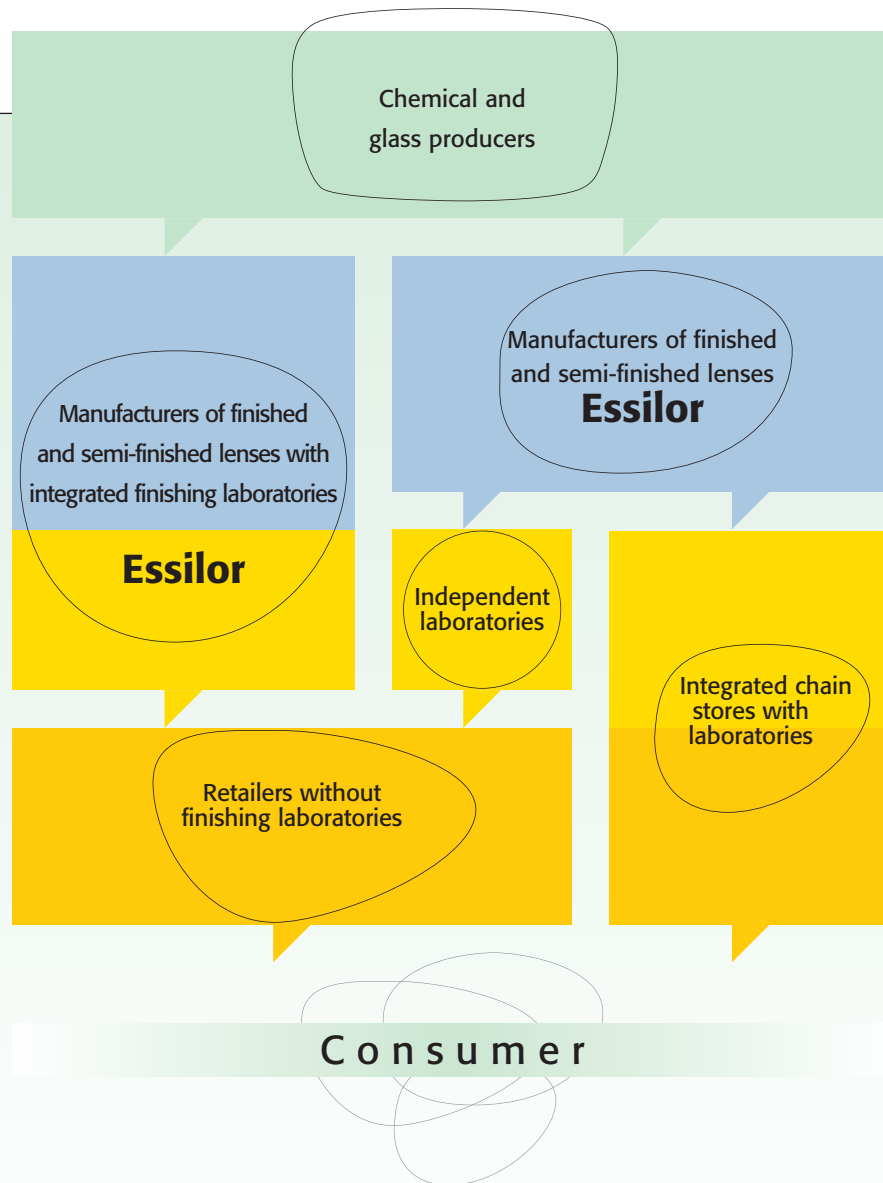 Chemical and
glass producers
Manufacturers of finished
and semi-finished lenses with
integrated finishing laboratories
Essilor
Manufacturers of finished
and semi-finished lenses
Essilor
Independent
laboratories
Integrated chain
stores with
laboratories
Retailers without
finishing laboratories
Consumer